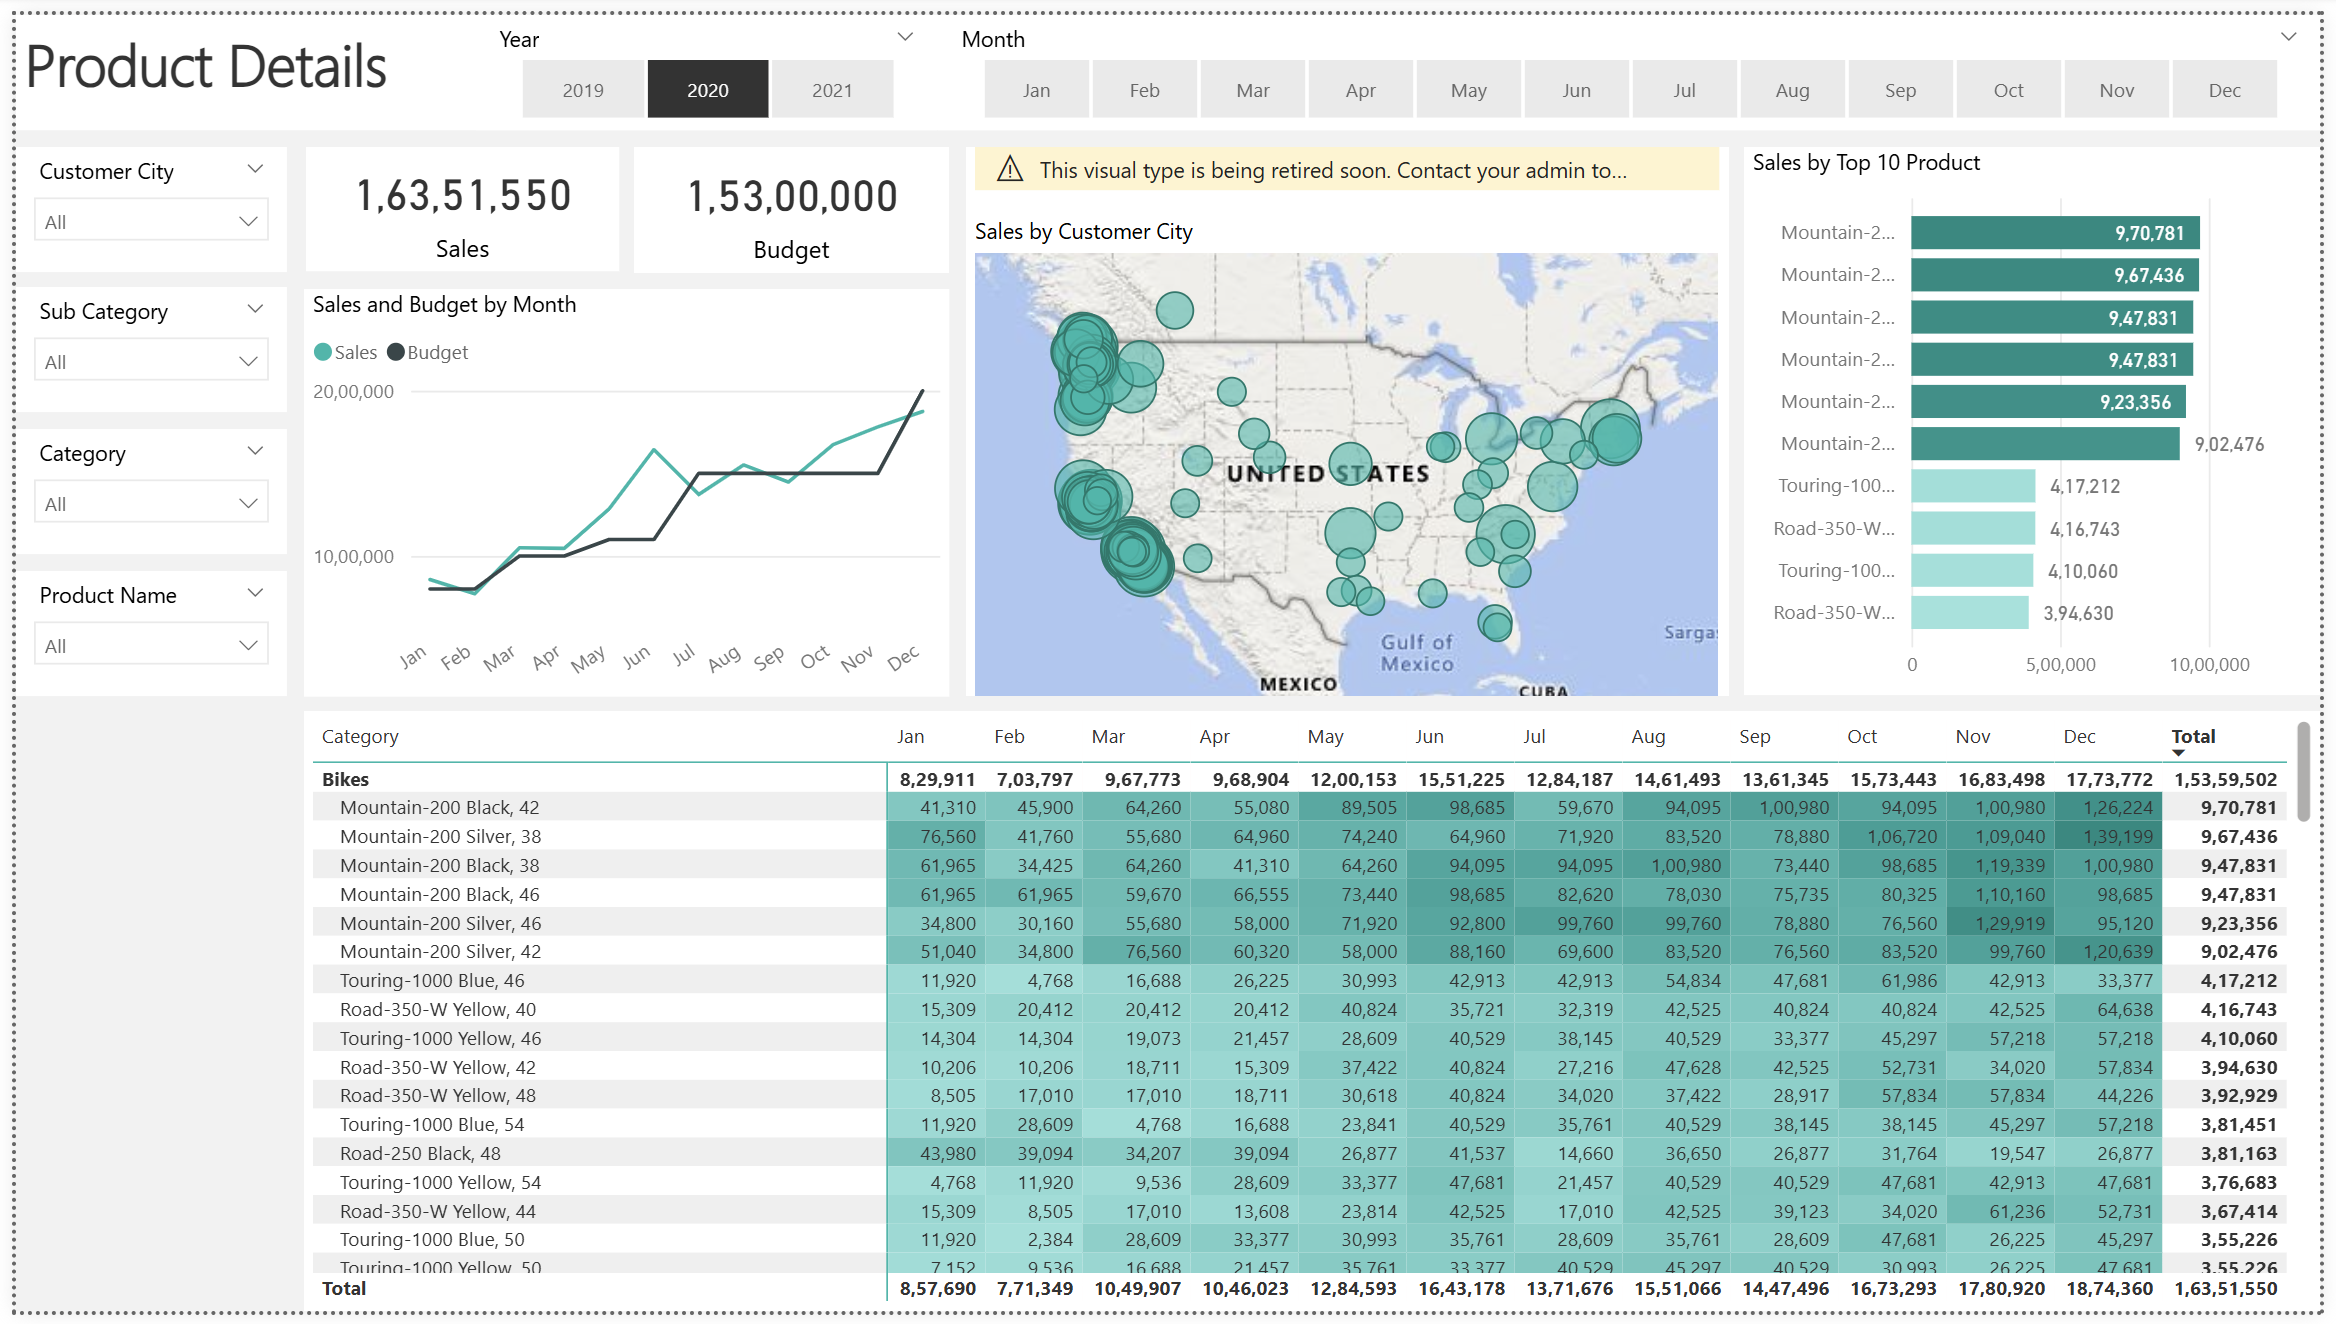 Product Details
Year
2019 2020 2021
Month
Jan Feb Mar Apr May Jun Jul Aug Sep Oct Nov Dec
Customer City
All
Sub Category
All
Category
All
Product Name
All
1,63,51,550
Sales
1,53,00,000
Budget
Sales and Budget by Month
Sales Budget
20,00,000
10,00,000
Jan Feb Mar Apr May Jun Jul Aug Sep Oct Nov Dec
This visual type is being retired soon. Contact your admin to...
Sales by Customer City
UNITED STATES
Gulf of
Mexico
MEXICO
CUBA
Sargas
Sales by Top 10 Product
Mountain-2... 9,70,781
Mountain-2... 9,67,436
Mountain-2... 9,47,831
Mountain-2... 9,47,831
Mountain-2... 9,23,356
Mountain-2... 9,02,476
Touring-100... 4,17,212
Road-350-W... 4,16,743
Touring-100... 4,10,060
Road-350-W... 3,94,630
0 5,00,000 10,00,000
Category Jan Feb Mar Apr May Jun Jul Aug Sep Oct Nov Dec Total
Bikes 8,29,911 7,03,797 9,67,773 9,68,904 12,00,153 15,51,225 12,84,187 14,61,493 13,61,345 15,73,443 16,83,498 17,73,772 1,53,59,502
Mountain-200 Black, 42 41,310 45,900 64,260 55,080 89,505 98,685 59,670 94,095 1,00,980 94,095 1,00,980 1,26,224 9,70,781
Mountain-200 Silver, 38 76,560 41,760 55,680 64,960 74,240 64,960 71,920 83,520 78,880 1,06,720 1,09,040 1,39,199 9,67,436
Mountain-200 Black, 38 61,965 34,425 64,260 41,310 64,260 94,095 94,095 1,00,980 73,440 98,685 1,19,339 1,00,980 9,47,831
Mountain-200 Black, 46 61,965 61,965 59,670 66,555 73,440 98,685 82,620 78,030 75,735 80,325 1,10,160 98,685 9,47,831
Mountain-200 Silver, 46 34,800 30,160 55,680 58,000 71,920 92,800 99,760 99,760 78,880 76,560 1,29,919 95,120 9,23,356
Mountain-200 Silver, 42 51,040 34,800 76,560 60,320 58,000 88,160 69,600 83,520 76,560 83,520 99,760 1,20,639 9,02,476
Touring-1000 Blue, 46 11,920 4,768 16,688 26,225 30,993 42,913 42,913 54,834 47,681 61,986 42,913 33,377 4,17,212
Road-350-W Yellow, 40 15,309 20,412 20,412 20,412 40,824 35,721 32,319 42,525 40,824 40,824 42,525 64,638 4,16,743
Touring-1000 Yellow, 46 14,304 14,304 19,073 21,457 28,609 40,529 38,145 40,529 33,377 45,297 57,218 57,218 4,10,060
Road-350-W Yellow, 42 10,206 10,206 18,711 15,309 37,422 40,824 27,216 47,628 42,525 52,731 34,020 57,834 3,94,630
Road-350-W Yellow, 48 8,505 17,010 17,010 18,711 30,618 40,824 34,020 37,422 28,917 57,834 57,834 44,226 3,92,929
Touring-1000 Blue, 54 11,920 28,609 4,768 16,688 23,841 40,529 35,761 40,529 38,145 38,145 45,297 57,218 3,81,451
Road-250 Black, 48 43,980 39,094 34,207 39,094 26,877 41,537 14,660 36,650 26,877 31,764 19,547 26,877 3,81,163
Touring-1000 Yellow, 54 4,768 11,920 9,536 28,609 33,377 47,681 21,457 40,529 40,529 47,681 42,913 47,681 3,76,683
Road-350-W Yellow, 44 15,309 8,505 17,010 13,608 23,814 42,525 17,010 42,525 39,123 34,020 61,236 52,731 3,67,414
Touring-1000 Blue, 50 11,920 2,384 28,609 33,377 30,993 35,761 28,609 35,761 28,609 47,681 26,225 45,297 3,55,226
Touring-1000 Yellow, 50 7,152 9,536 16,688 21,457 35,761 33,377 40,529 45,297 40,529 30,993 26,225 47,681 3,55,226
Total 8,57,690 7,71,349 10,49,907 10,46,023 12,84,593 16,43,178 13,71,676 15,51,066 14,47,496 16,73,293 17,80,920 18,74,360 1,63,51,550